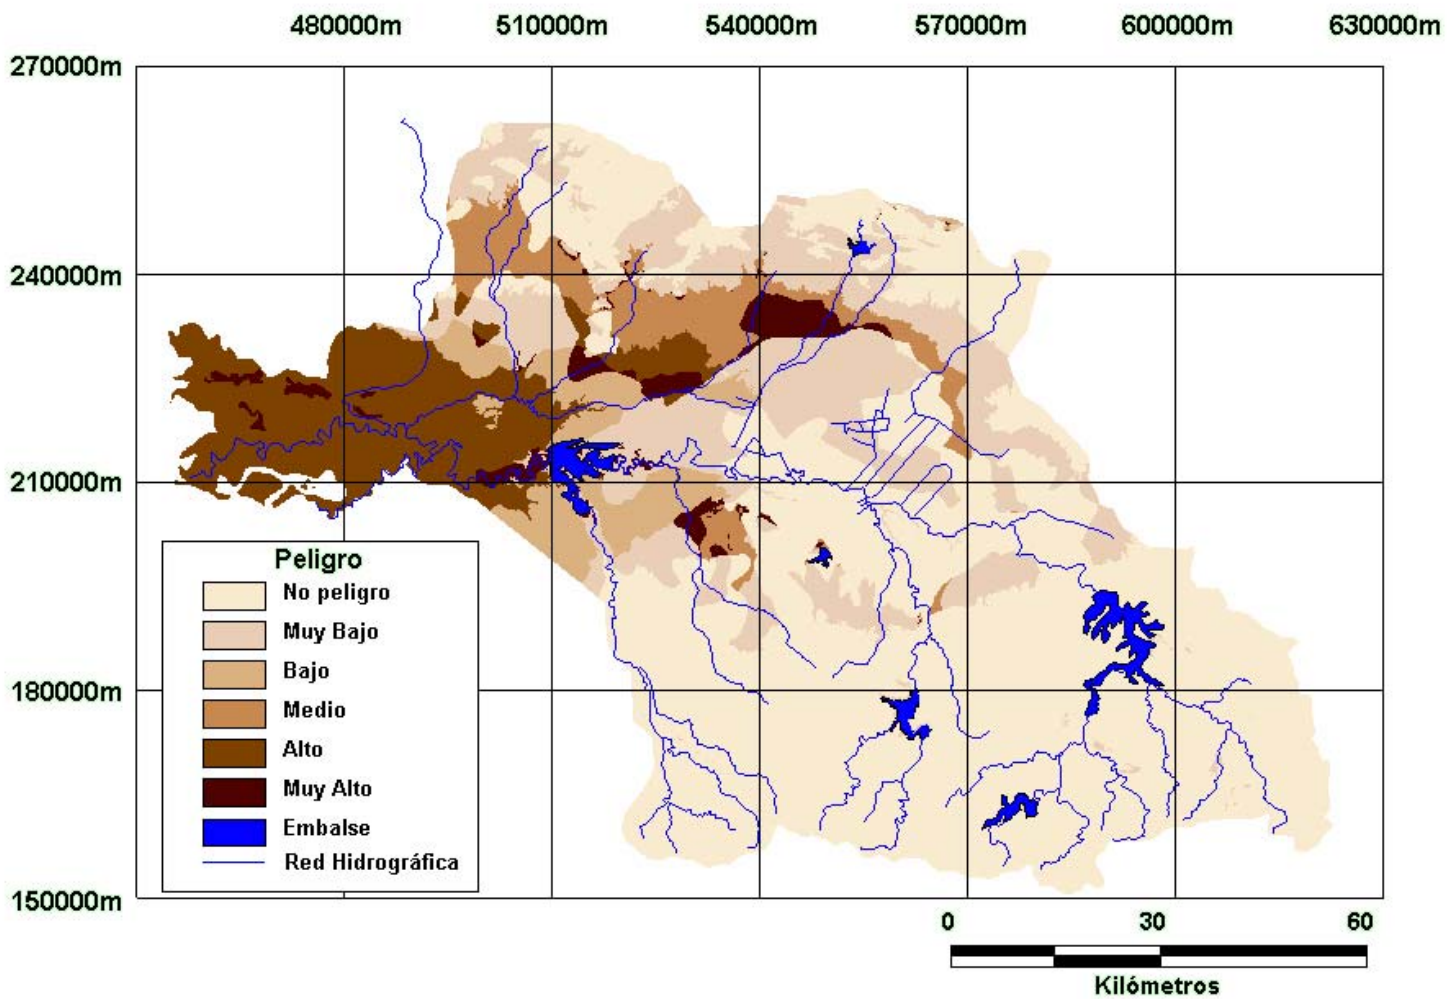 480000m 510000m 540000m 570000m 600000m 630000m
270000m
240000m
210000m
180000m
150000m
Peligro
No peligro
Muy Bajo
Bajo
Medio
Alto
Muy Alto
Embalse
Red Hidrográfica
0 30 60
Kilómetros